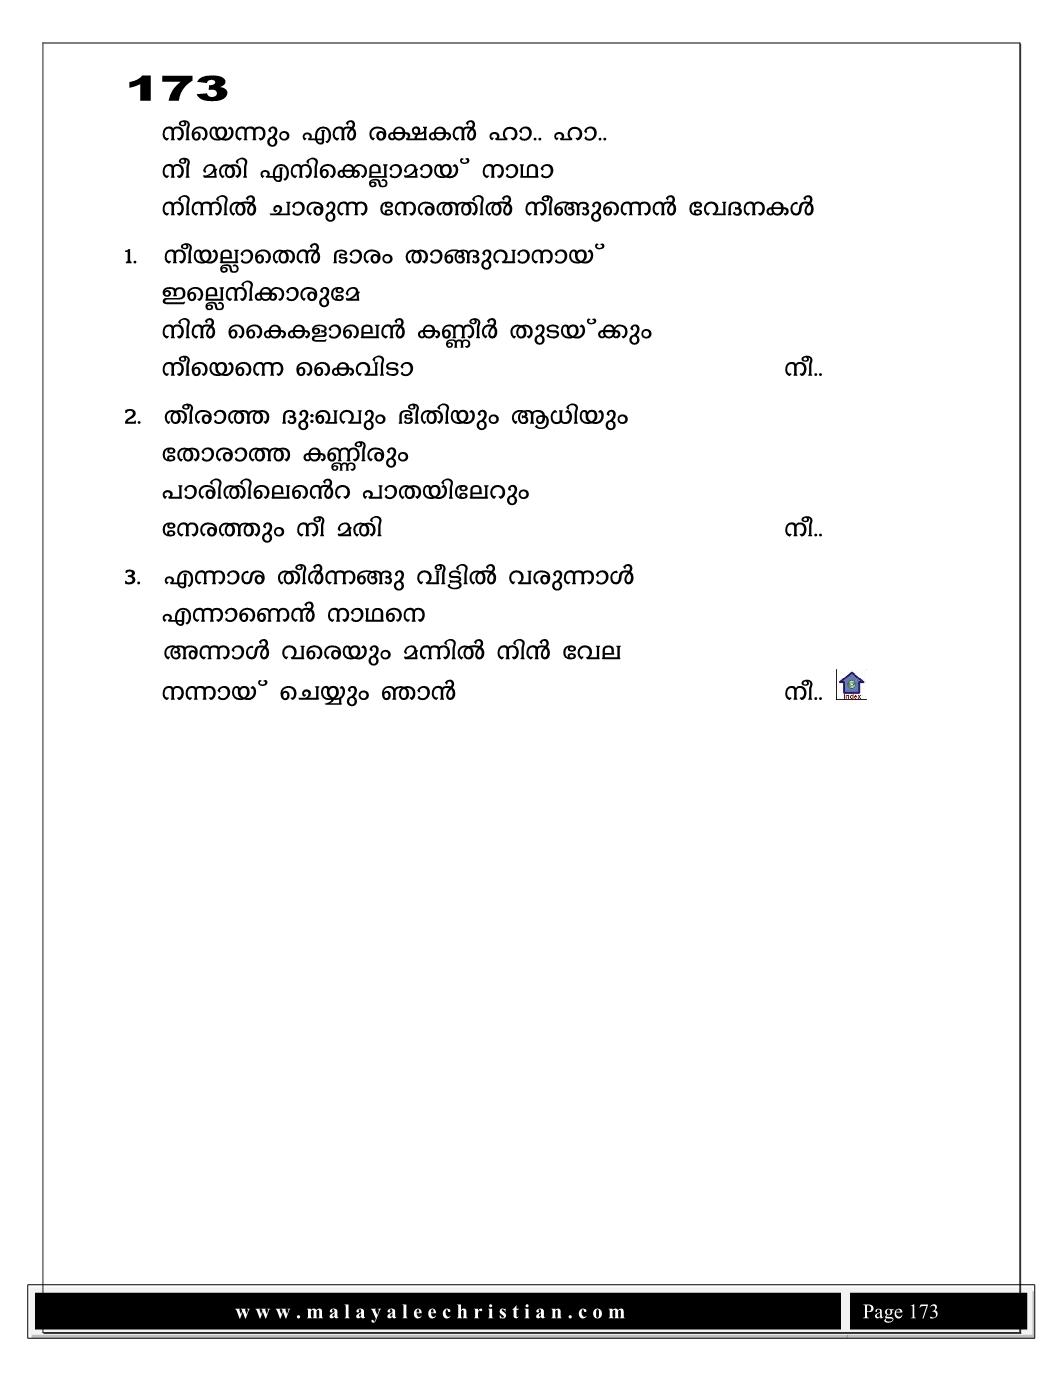 173
നീയെന്നും എൻ രക്ഷകൻ ഹാ.. ഹാ..
നീ മതി എനിക്കെല്ലാമായ് നാഥാ
നിന്നിൽ ചാരുന്ന നേരത്തിൽ നീങ്ങുന്നെൻ വേദനകൾ
1. നീയല്ലാതെൻ ഭാരം താങ്ങുവാനായ്
ഇല്ലെനിക്കാരുമേ
നിൻ കൈകളാലെൻ കണ്ണീർ തുടയ്ക്കും
നീയെന്നെ കൈവിടാ നീ..
2. തീരാത്ത ദുഃഖവും ഭീതിയും ആധിയും
തോരാത്ത കണ്ണീരും
പാരിതിലെൻെറ പാതയിലേറും
നേരത്തും നീ മതി നീ..
3. എന്നാശ തീർന്നങ്ങു വീട്ടിൽ വരുന്നാൾ
എന്നാണെൻ നാഥനെ
അന്നാൾ വരെയും മന്നിൽ നിൻ വേല
നന്നായ് ചെയ്യും ഞാൻ നീ..
Index
www.malayaleechristian.com
Page 173